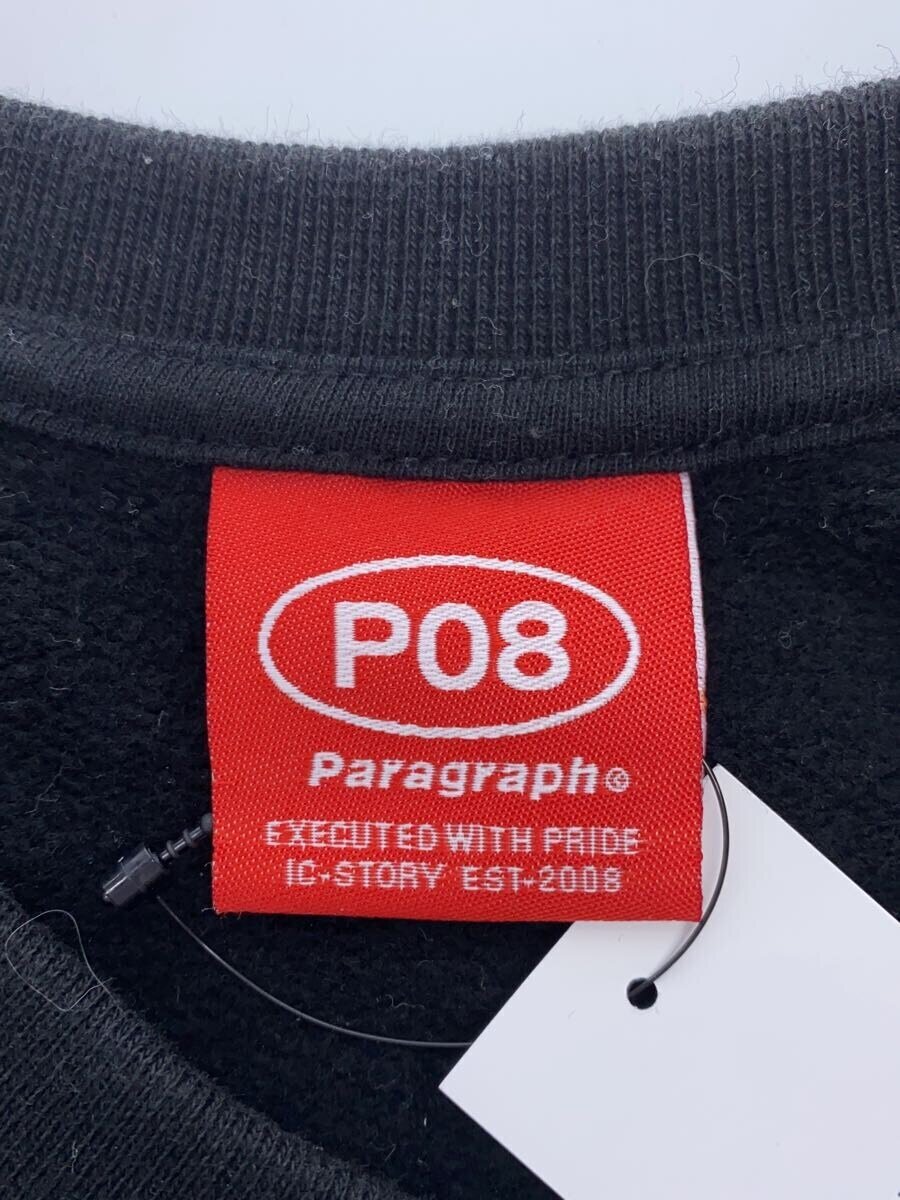 P08
Paragraph®
EXECUTED WITH PRIDE
IC-STORY EST-2008